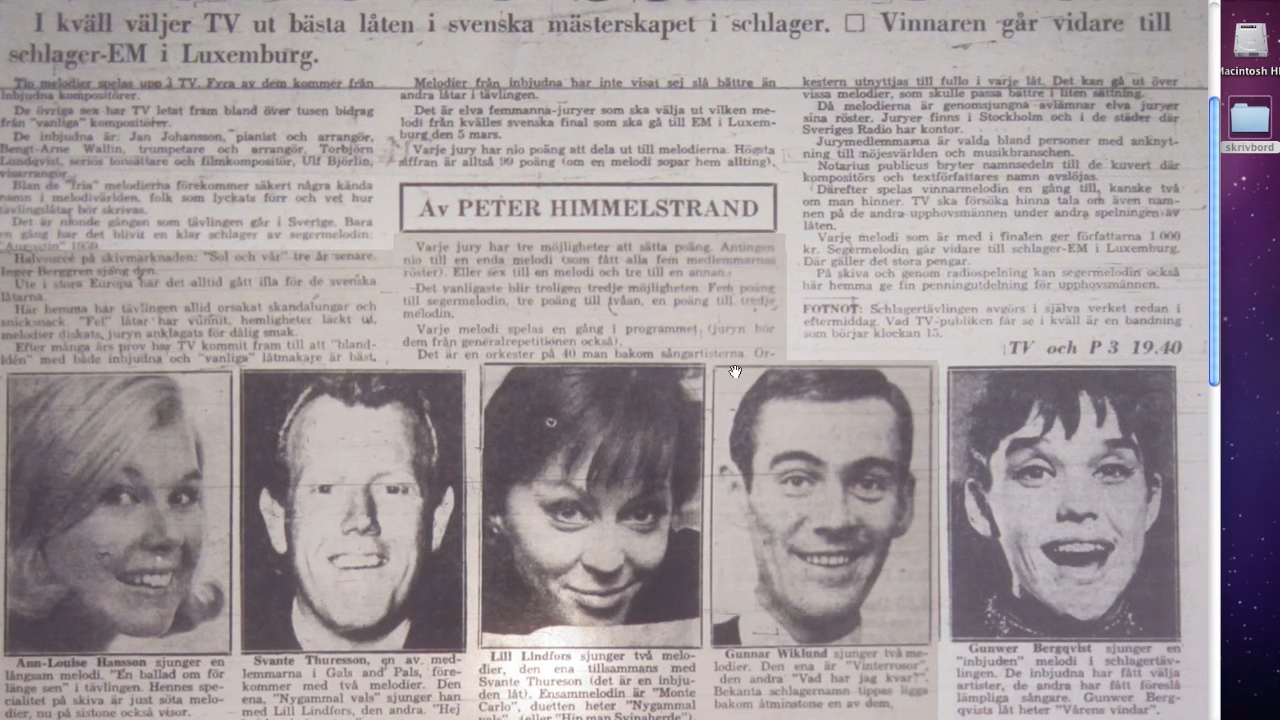 I kväll väljer TV ut bästa låten i svenska mästerskapet i schlager. □ Vinnaren går vidare till
schlager-EM i Luxemburg.
Tio melodier spelas upp i TV. Fyra av dem kommer från
inbjudna kompositörer.
De övriga sex har TV letat fram bland över tusen bidrag
från "vanliga" kompositörer.
De inbjudna är: Jan Johansson, pianist och arrangör,
Bengt-Arne Wallin, trumpetare och arrangör, Torbjörn
Lundqvist, seriös tonsättare och filmkompositör, Ulf Björlin,
visarrangör.
Blan de "fria" melodierna förekommer säkert några kända
namn i melodivärlden, folk som lyckats förr och vet hur
tävlingslåtar bör skrivas.
Det är nionde gången som tävlingen går i Sverige. Bara
en gång har det blivit en klar schlager av segermelodin:
"Augustin" 1959.
Halvsuccé på skivmarknaden: "Sol och vår" tre år senare.
Inger Berggren sjöng den.
Ute i stora Europa har det alltid gått illa för de svenska
låtarna.
Här hemma har tävlingen allid orsakat skandalungar och
snicksnack. "Fel" låtar har vunnit, hemligheter läckt ut,
melodier diskats, juryn anklagats för dålig smak.
Efter många års prov har TV kommit fram till att "bland-
idén" med både inbjudna och "vanliga" låtmakare är bäst.
Melodier från inbjudna har inte visat sej slå bättre än
andra låtar i tävlingen.
Det är elva femmanna-juryer som ska välja ut vilken me-
lodi från kvällens svenska final som ska gå till EM i Luxem-
burg den 5 mars.
Varje jury har nio poäng att dela ut till melodierna. Högsta
siffran är alltså 99 poäng (om en melodi sopar hem allting).
Av PETER HIMMELSTRAND
Varje jury har tre möjligheter att sätta poäng. Antingen
nio till en enda melodi (som fått alla fem medlemmarnas
röster). Eller sex till en melodi och tre till en annan.
Det vanligaste blir troligen tredje möjligheten. Fem poäng
till segermelodin, tre poäng till tvåan, en poäng till tredje
melodin.
Varje melodi spelas en gång i programmet (juryn hör
dem från generalrepetitionen också).
Det är en orkester på 40 man bakom sångartisterna. Or-
kestern utnyttjas till fullo i varje låt. Det kan gå ut över
vissa melodier, som skulle passa bättre i liten sättning.
Då melodierna är genomsjungna avlämnar elva juryer
sina röster. Juryer finns i Stockholm och i de städer där
Sveriges Radio har kontor.
Jurymedlemmarna är valda bland personer med anknyt-
ning till nöjesvärlden och musikbranschen.
Notarius publicus bryter namnsedeln till de kuvert där
kompositörs och textförfattares namn avslöjas.
Därefter spelas vinnarmelodin en gång till, kanske två
om man hinner. TV ska försöka hinna tala om även nam-
nen på de andra upphovsmännen under andra spelningen av
låten.
Varje melodi som är med i finalen ger författarna 1 000
kr. Segermelodin går vidare till schlager-EM i Luxemburg.
Där gäller det stora pengar.
På skiva och genom radiospelning kan segermelodin också
här hemma ge fin penningutdelning för upphovsmännen.
FOTNOT: Schlagertävlingen avgörs i själva verket redan i
eftermiddag. Vad TV-publiken får se i kväll är en bandning
som börjar klockan 15.
TV och P 3 19.40
Ann-Louise Hansson sjunger en
långsam melodi. "En ballad om för
länge sen" i tävlingen. Hennes spe-
cialitet på skiva är just söta melo-
dier, nu på sistone också visor.
Svante Thuresson, en av med-
lemmarna i Gals and Pals, före-
kommer med två melodier. Den
ena, "Nygammal vals" sjunger han
med Lill Lindfors, den andra. "Hej
Lill Lindfors sjunger två melo-
dier, den ena tillsammans med
Svante Thuresson (det är en inbju-
den låt). Ensammelodin är "Monte
Carlo", duetten heter "Nygammal
vals" (eller "Hip man Svinaherde")
Gunnar Wiklund sjunger två me-
lodier. Den ena är "Vinterrosor",
den andra "Vad har jag kvar?".
Bekanta schlagernamn tippas ligga
bakom åtminstone en av dem.
Gunwer Bergqvist sjunger en
"inbjuden" melodi i schlagertäv-
lingen. De inbjudna har fått välja
artister, de andra har fått föreslå
lämpliga sångare. Gunwer Berg-
qvists låt heter "Vårens vindar".
Macintosh H
skrivbord